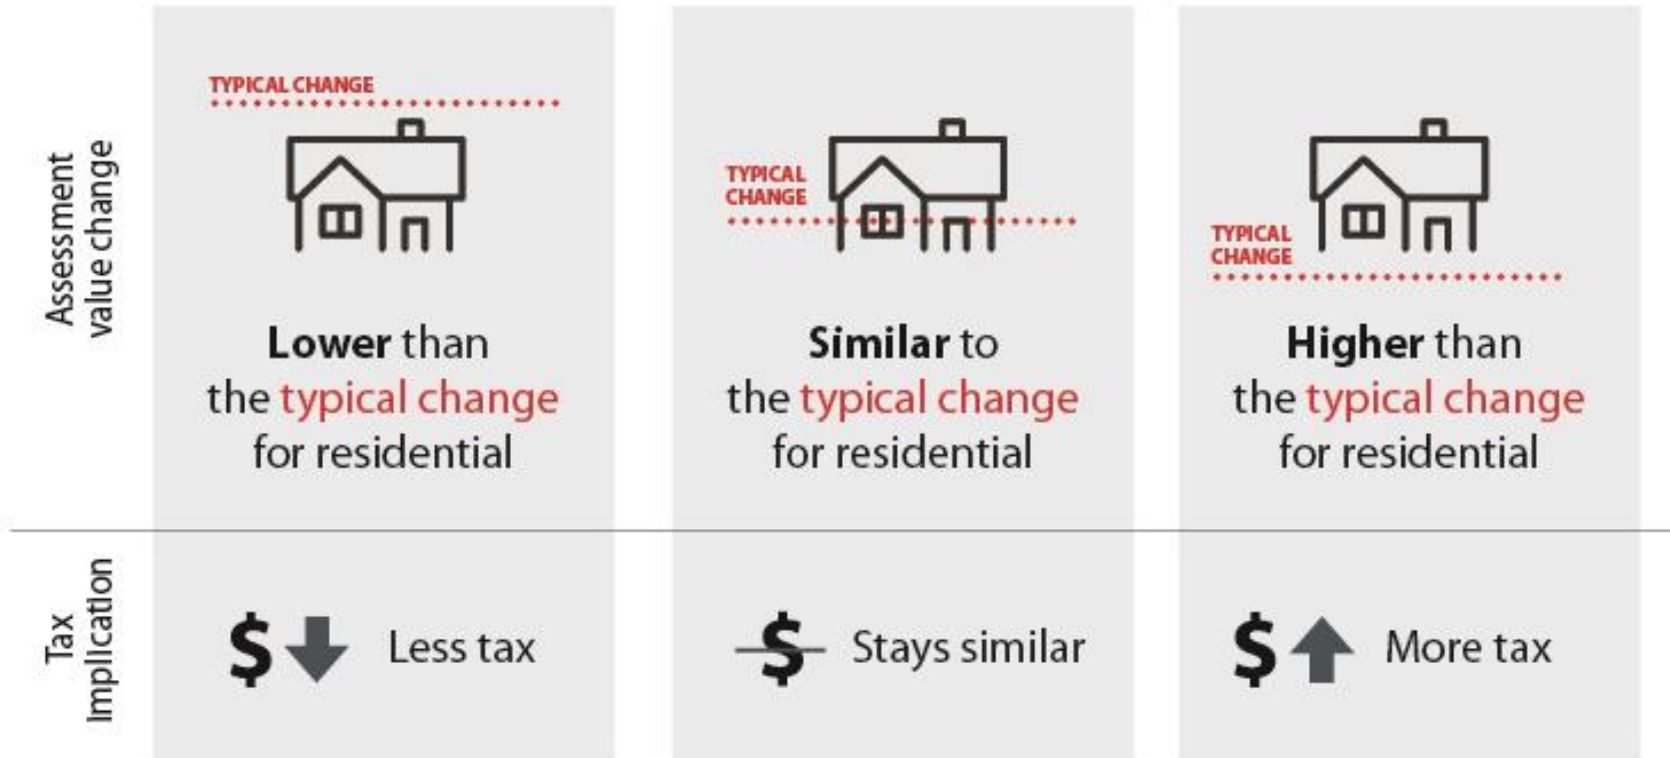 Assessment
value change
TYPICAL CHANGE
Lower than
the typical change
for residential
TYPICAL
CHANGE
Similar to
the typical change
for residential
TYPICAL
CHANGE
Higher than
the typical change
for residential
Tax
Implication
$ Less tax
$ Stays similar
$ More tax